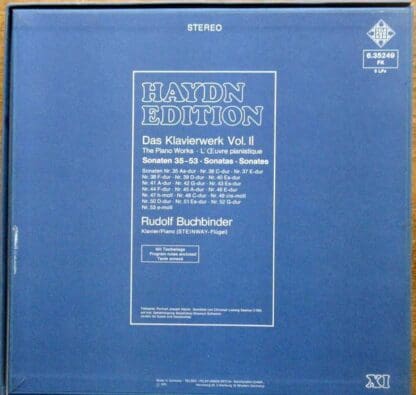 STEREO
6.35249
FK
HAYDN
EDITION
Das Klavierwerk Vol. II
The Piano Works · L'Œuvre pianistique
Sonaten 35-53 · Sonatas · Sonates
Sonaten Nr. 35 As-dur · Nr. 36 C-dur · Nr. 37 E-dur
Nr. 38 F-dur · Nr. 39 D-dur · Nr. 40 Es-dur
Nr. 41 A-dur · Nr. 42 G-dur · Nr. 43 Es-dur
Nr. 44 F-dur · Nr. 45 A-dur · Nr. 46 E-dur
Nr. 47 h-moll · Nr. 48 C-dur · Nr. 49 cis-moll
Nr. 50 D-dur · Nr. 51 Es-dur · Nr. 52 G-dur
Nr. 53 e-moll
Rudolf Buchbinder
Klavier/Piano (STEINWAY-Flügel)
Mit Textbeilage
Program notes enclosed
Texte annexé
XI